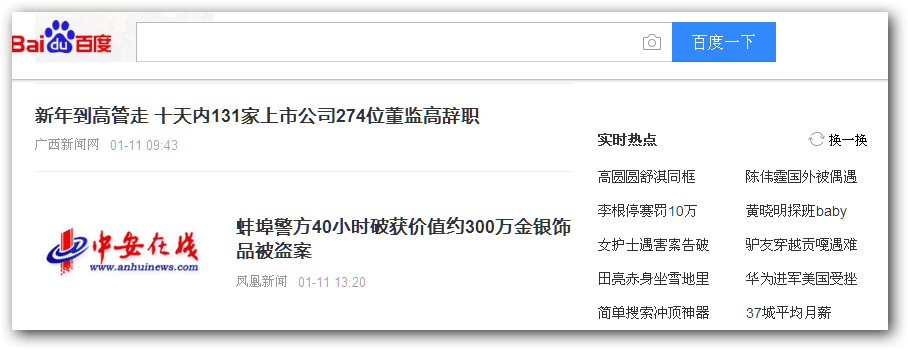 Bai du 百度
百度一下
新年到高管走 十天内131家上市公司274位董监高辞职
广西新闻网 01-11 09:43
中安在线
www.anhuinews.com
蚌埠警方40小时破获价值约300万金银饰
品被盗案
凤凰新闻 01-11 13:20
实时热点 换一换
高圆圆舒淇同框 陈伟霆国外被偶遇
李根停赛罚10万 黄晓明探班baby
女护士遇害案告破 驴友穿越贡嘎遇难
田亮赤身坐雪地里 华为进军美国受挫
简单搜索冲顶神器 37城平均月薪